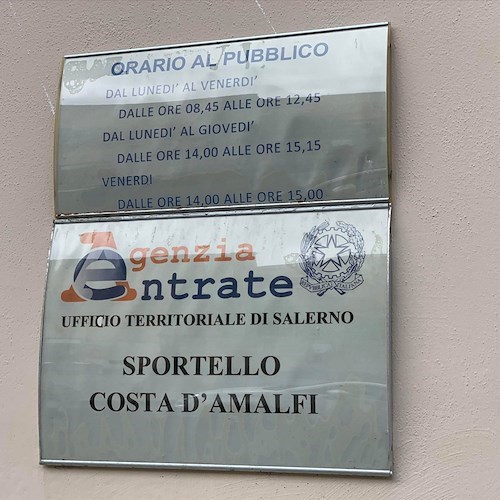 ORARIO AL PUBBLICO
DAL LUNEDI' AL VENERDI'
DALLE ORE 08,45 ALLE ORE 12,45
DAL LUNEDI' AL GIOVEDI'
DALLE ORE 14,00 ALLE ORE 15,15
VENERDI
DALLE ORE 14,00 ALLE ORE 15,00
Agenzia
entrate
REPVBBLICA ITALIANA
UFFICIO TERRITORIALE DI SALERNO
SPORTELLO
COSTA D'AMALFI